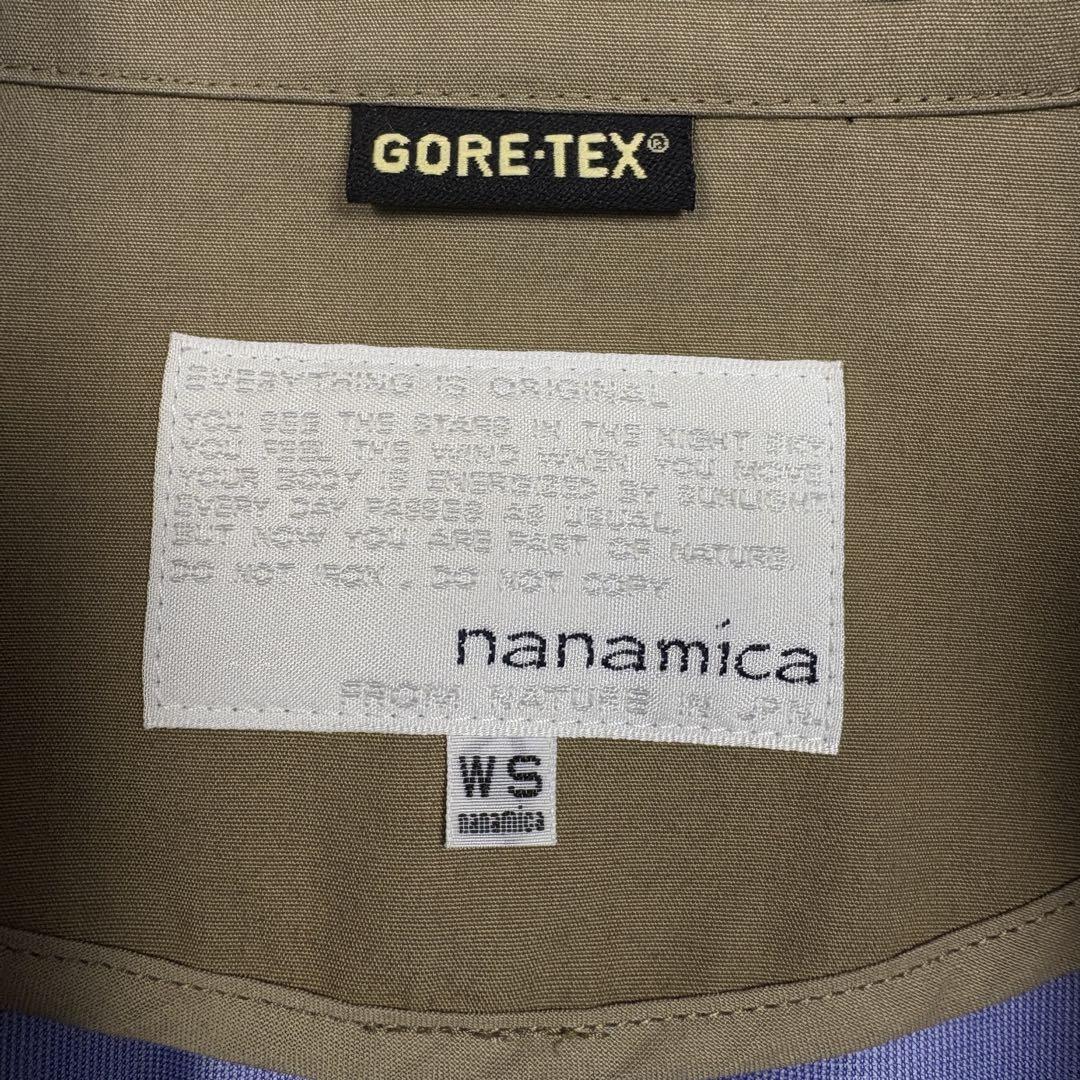 GORE-TEX®
EVERYTHING IS ORIGINAL
YOU SEE THE STARS IN THE NIGHT SKY
YOU FEEL THE WIND WHEN YOU MOVE
YOUR BODY IS ENERGIZED BY SUNLIGHT
EVERY DAY PASSES AS USUAL,
BUT NOW YOU ARE PART OF NATURE.
DO NOT IRON. DO NOT COPY
nanamica
FROM NATURE IN JPN.
WS
nanamica